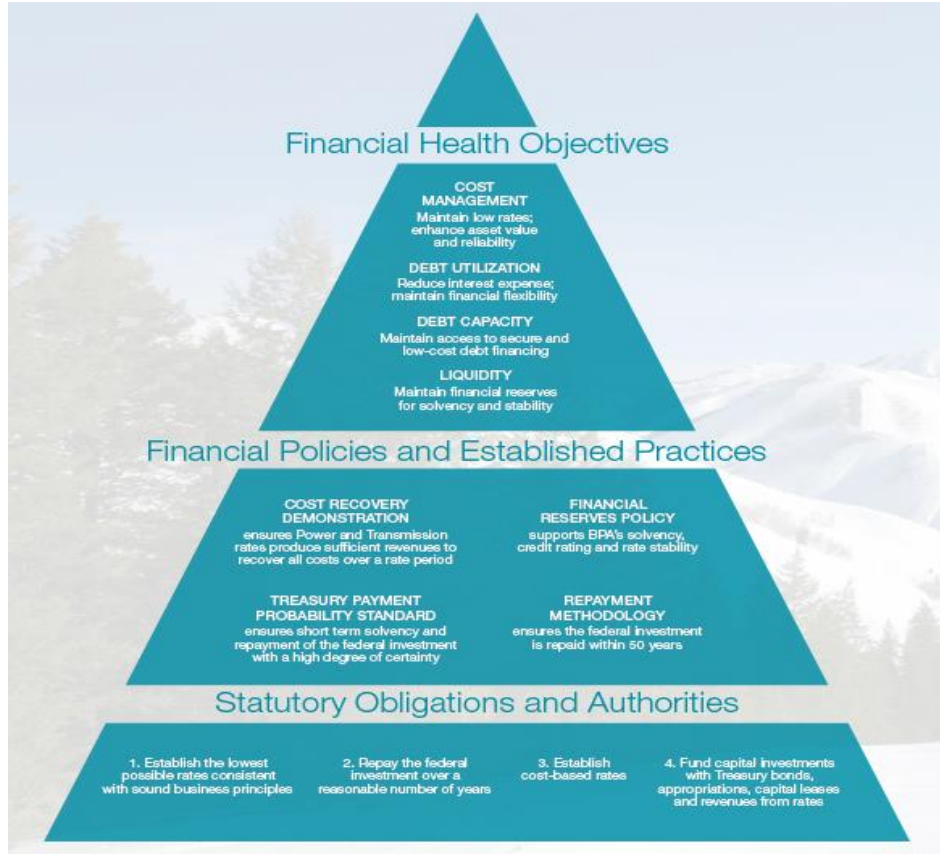 Financial Health Objectives
COST
MANAGEMENT
Maintain low rates;
enhance asset value
and reliability
DEBT UTILIZATION
Reduce interest expense;
maintain financial flexibility
DEBT CAPACITY
Maintain access to secure and
low-cost debt financing
LIQUIDITY
Maintain financial reserves
for solvency and stability
Financial Policies and Established Practices
COST RECOVERY
DEMONSTRATION
ensures Power and Transmission
rates produce sufficient revenues to
recover all costs over a rate period
FINANCIAL
RESERVES POLICY
supports BPA's solvency,
credit rating and rate stability
TREASURY PAYMENT
PROBABILITY STANDARD
ensures short term solvency and
repayment of the federal investment
with a high degree of certainty
REPAYMENT
METHODOLOGY
ensures the federal investment
is repaid within 50 years
Statutory Obligations and Authorities
1. Establish the lowest
possible rates consistent
with sound business principles
2. Repay the federal
investment over a
reasonable number of years
3. Establish
cost-based rates
4. Fund capital investments
with Treasury bonds,
appropriations, capital leases
and revenues from rates